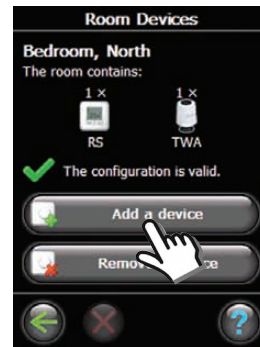 Room Devices
Bedroom, North
The room contains:
1 × 1 ×
RS TWA
The configuration is valid.
Add a device
?